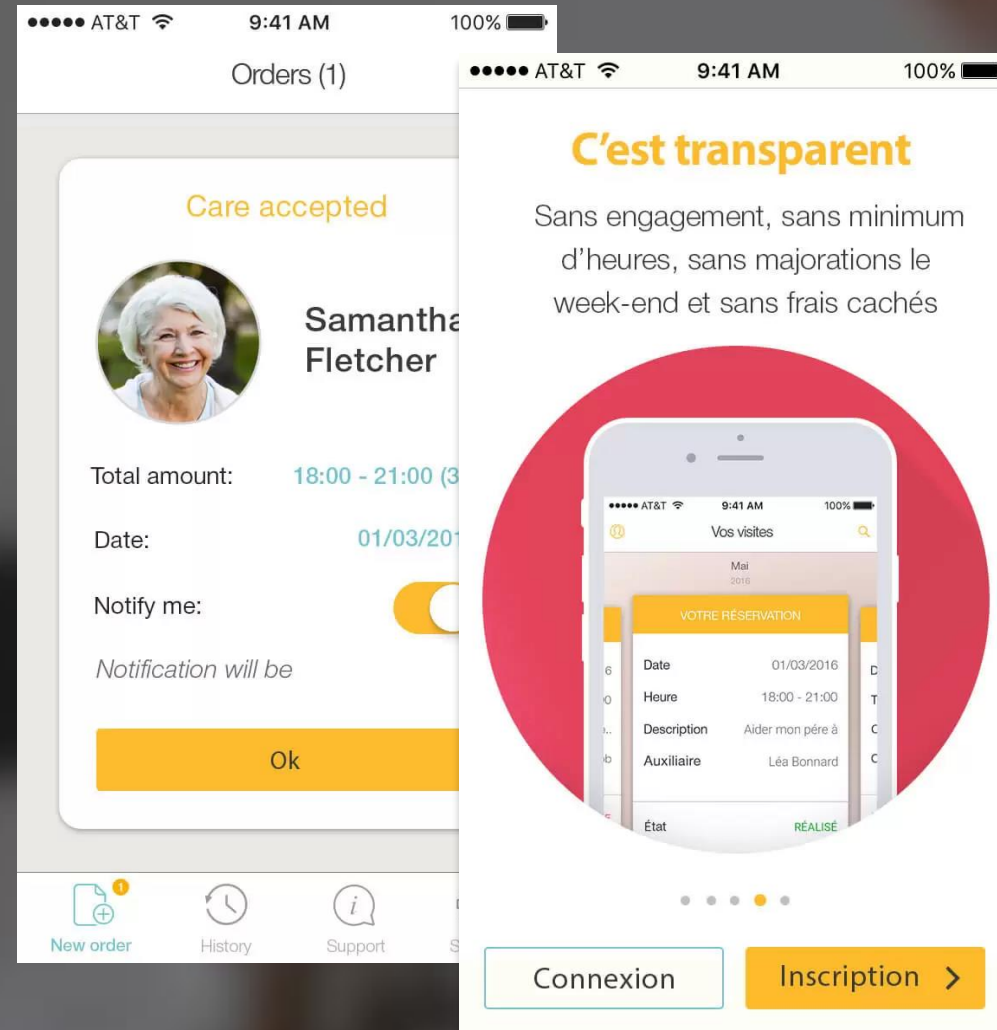 AT&T 9:41 AM 100%
Orders (1)
Care accepted
Samantha
Fletcher
Total amount: 18:00 - 21:00 (3
Date: 01/03/201
Notify me:
Notification will be
Ok
1
New order History Support S
AT&T 9:41 AM 100%
C'est transparent
Sans engagement, sans minimum
d'heures, sans majorations le
week-end et sans frais cachés
AT&T 9:41 AM 100%
Vos visites
Mai
2016
VOTRE RÉSERVATION
6 Date 01/03/2016 D
00 Heure 18:00 - 21:00 T
Description Aider mon pére à C
Auxiliaire Léa Bonnard C
État RÉALISÉ
Connexion Inscription